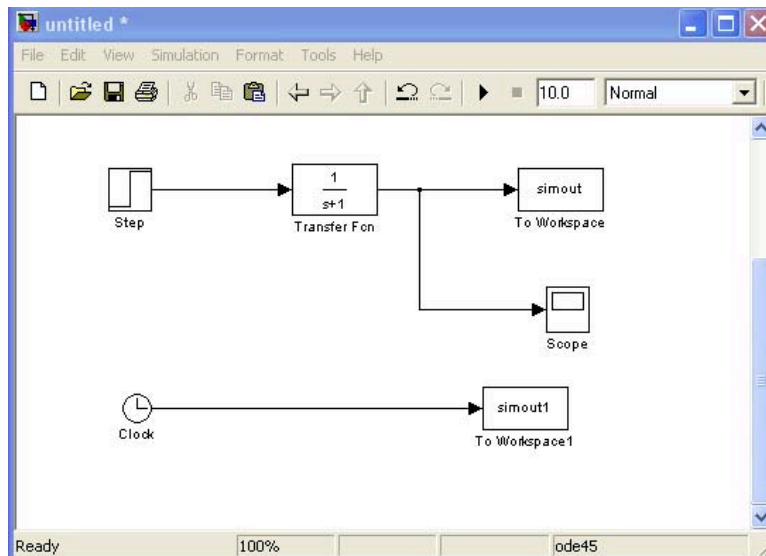 untitled *
File Edit View Simulation Format Tools Help
10.0 Normal
Step
1
s+1
Transfer Fcn
simout
To Workspace
Scope
Clock
simout1
To Workspace1
Ready 100% ode45